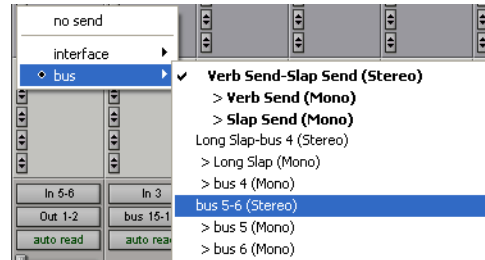 no send
interface
bus
Verb Send-Slap Send (Stereo)
> Verb Send (Mono)
> Slap Send (Mono)
Long Slap-bus 4 (Stereo)
> Long Slap (Mono)
> bus 4 (Mono)
bus 5-6 (Stereo)
> bus 5 (Mono)
> bus 6 (Mono)
In 5-6
In 3
Out 1-2
bus 15-1
auto read
auto rea